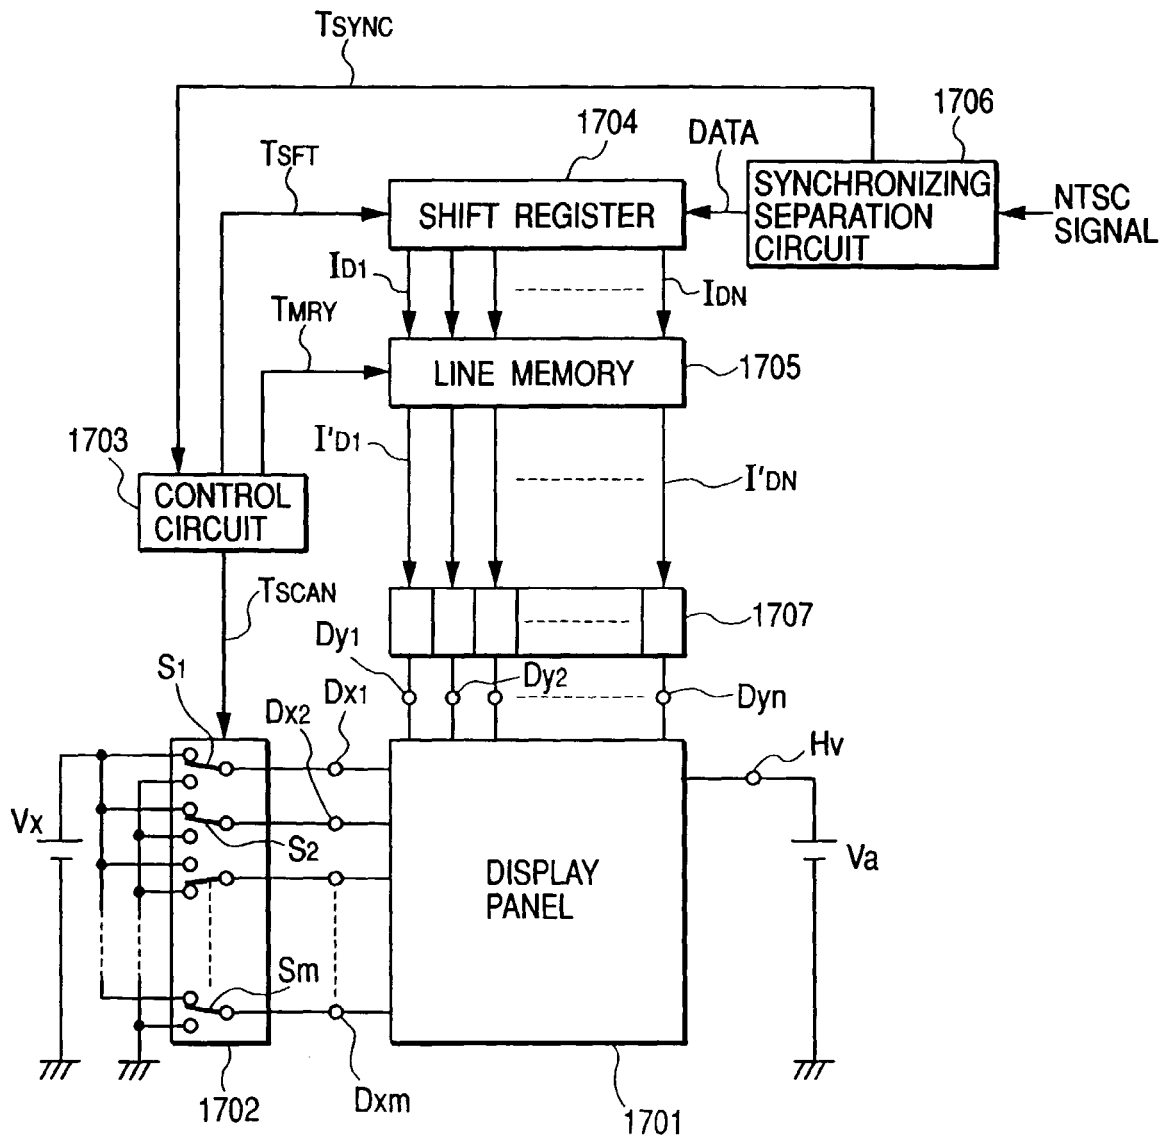 TSYNC
1706
1704
DATA
TSFT
SYNCHRONIZING
SEPARATION
CIRCUIT
NTSC
SIGNAL
SHIFT REGISTER
ID1
IDN
TMRY
LINE MEMORY
1705
1703
I'D1
I'DN
CONTROL
CIRCUIT
TSCAN
1707
Dy1
Dy2
Dyn
S1
Dx1
Dx2
Hv
Vx
S2
Va
DISPLAY
PANEL
Sm
Dxm
1702
1701